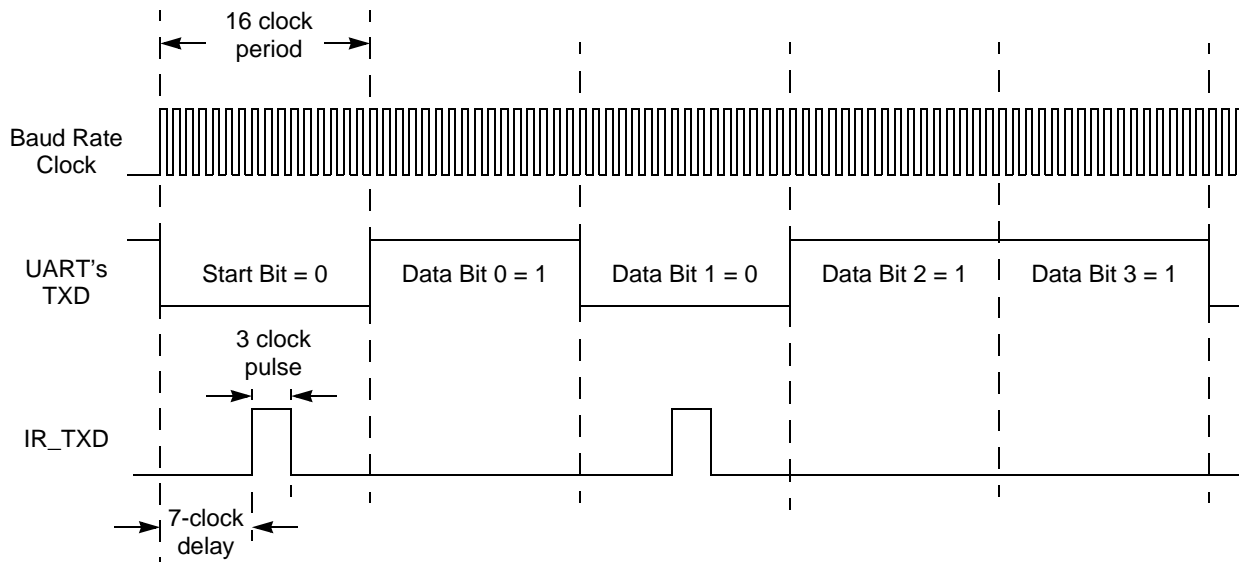 16 clock
period
Baud Rate
Clock
UART's
TXD
Start Bit = 0
Data Bit 0 = 1
Data Bit 1 = 0
Data Bit 2 = 1
Data Bit 3 = 1
3 clock
pulse
IR_TXD
7-clock
delay